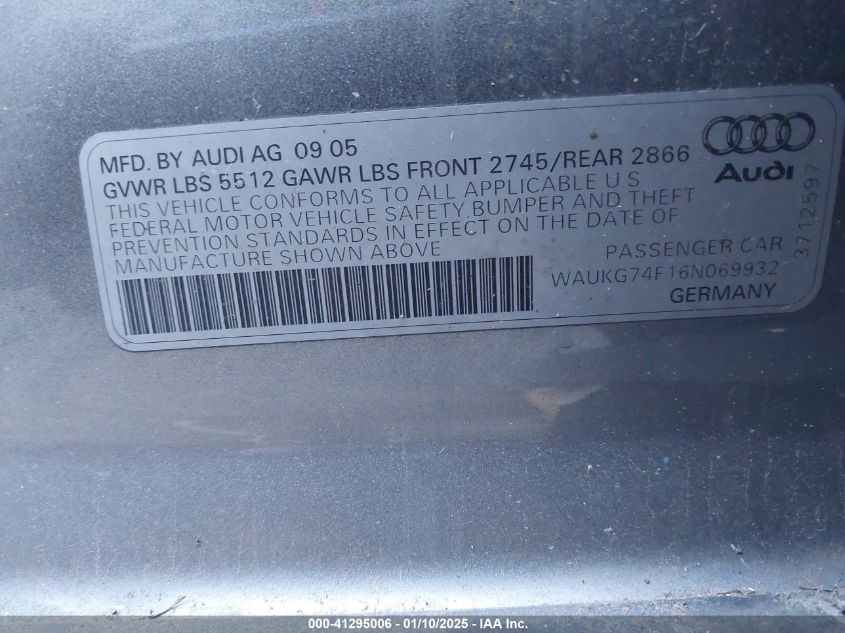 MFD. BY AUDI AG 09 05
GVWR LBS 5512 GAWR LBS FRONT 2745/REAR 2866
THIS VEHICLE CONFORMS TO ALL APPLICABLE U S
FEDERAL MOTOR VEHICLE SAFETY, BUMPER AND THEFT
PREVENTION STANDARDS IN EFFECT ON THE DATE OF
MANUFACTURE SHOWN ABOVE
Audi
3712597
PASSENGER CAR
WAUKG74F16N069932
GERMANY
000-41295006 - 01/10/2025 - IAA Inc.